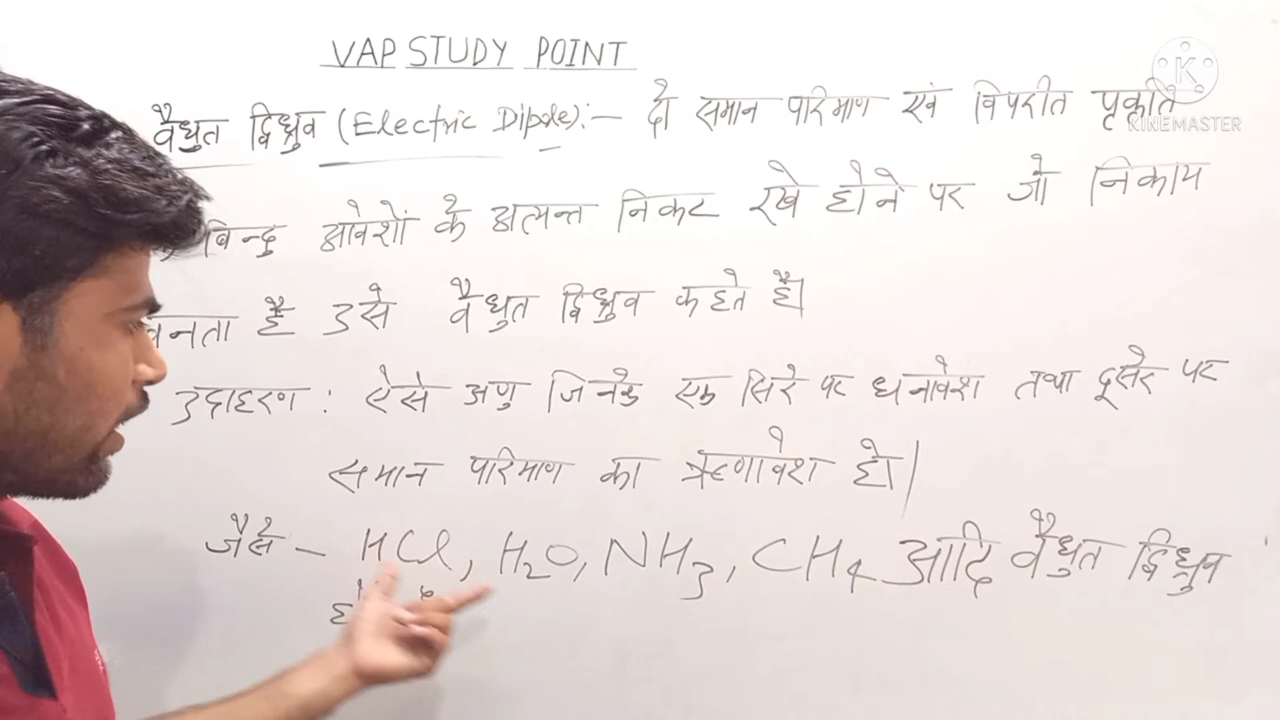 VAP STUDY POINT
वैद्युत द्विध्रुव (Electric Dipole):— दो समान परिमाण एवं विपरीत प्रकृति
बिन्दु आवेशों के अत्यन्त निकट रखे होने पर जो निकाय
बनता है उसे वैद्युत द्विध्रुव कहते हैं।
उदाहरण : ऐसे अणु जिनके एक सिरे पर धनावेश तथा दूसरे पर
समान परिमाण का ऋणावेश हो।
जैसे — HCl, H₂O, NH₃, CH₄ आदि वैद्युत द्विध्रुव
K
KINEMASTER